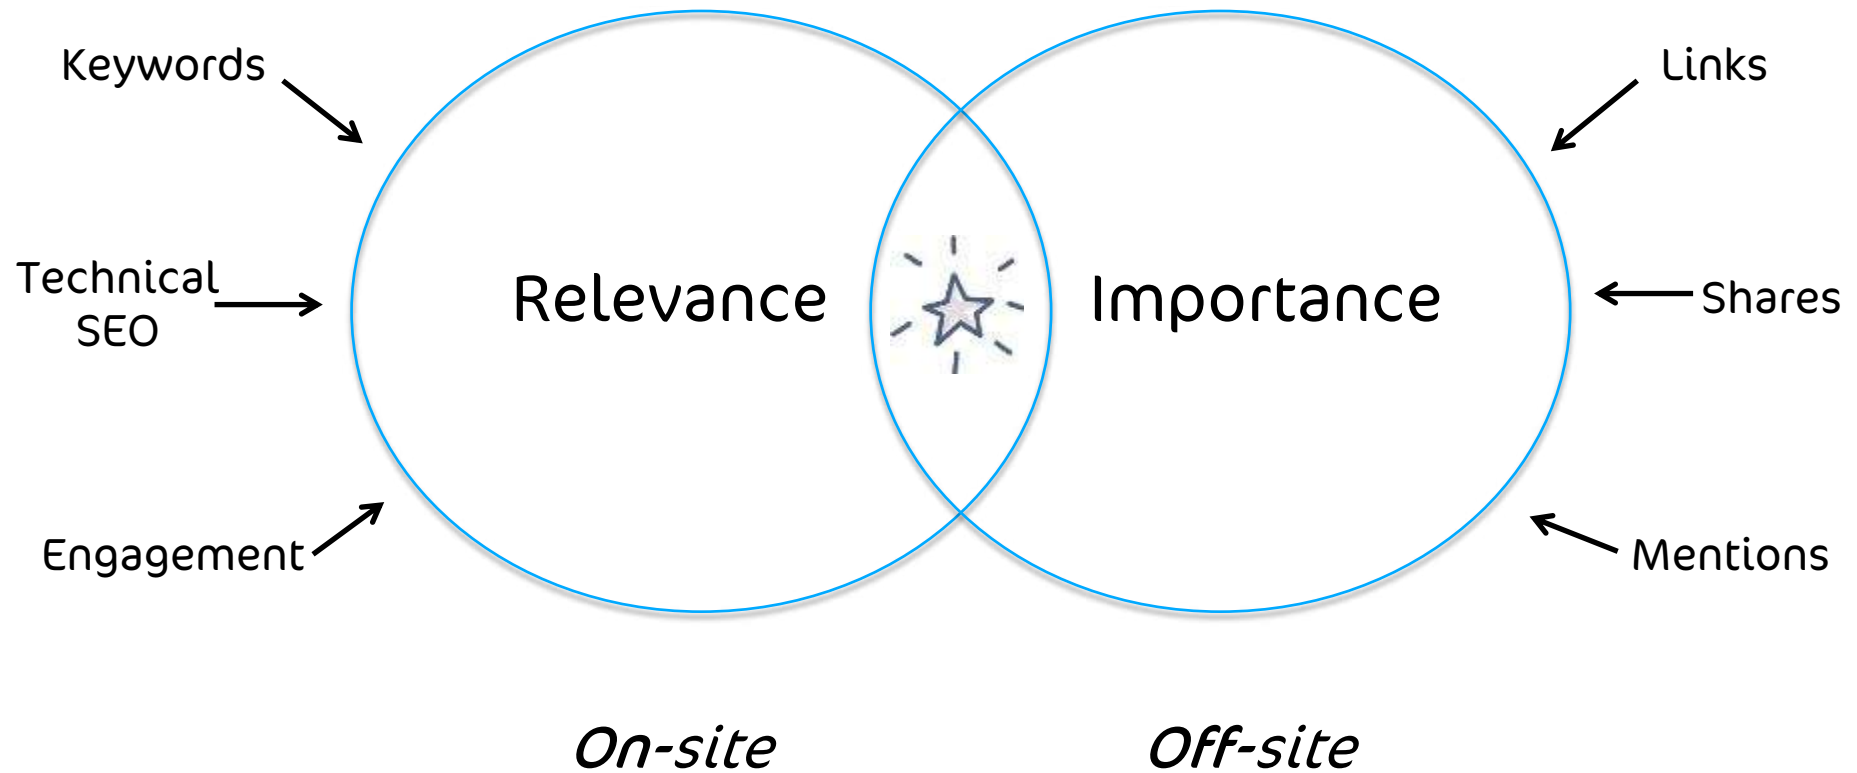 Keywords
Links
Technical
SEO
Relevance
Importance
Shares
Engagement
Mentions
On-site
Off-site